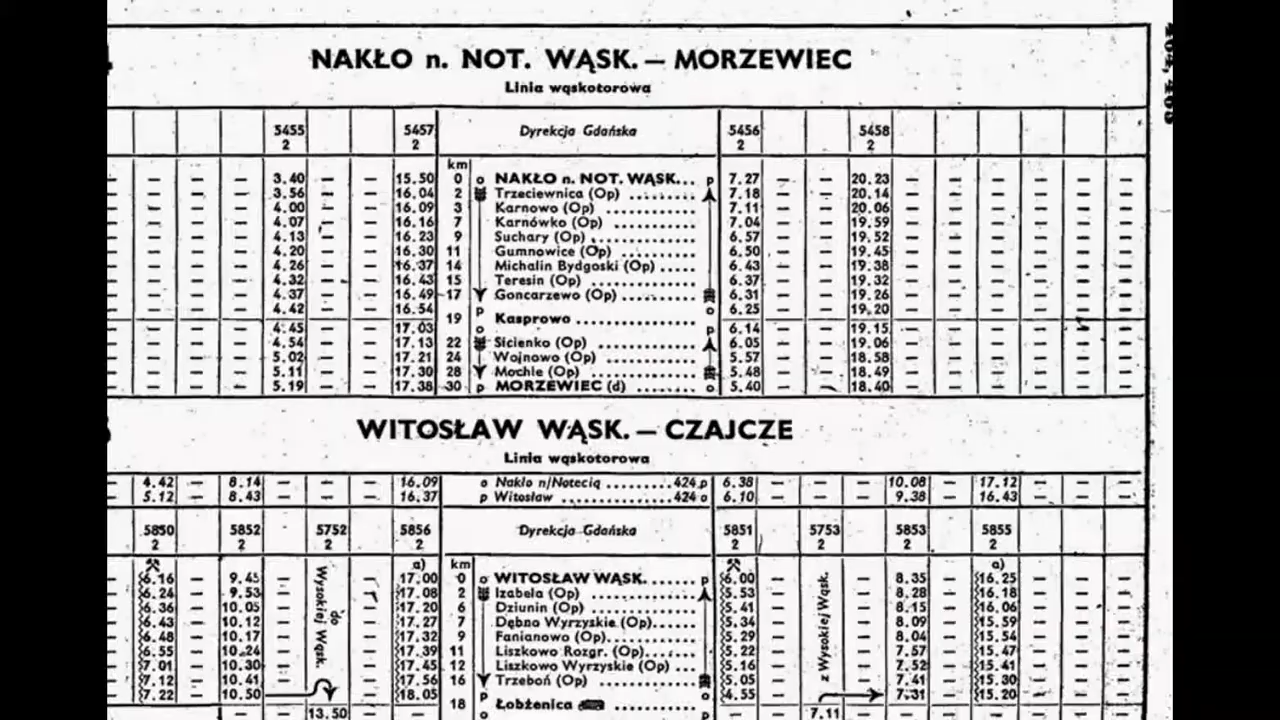 NAKŁO n. NOT. WĄSK. — MORZEWIEC
Linia wąskotorowa
5455 5457 Dyrekcja Gdańska 5456 5458
2 2 2 2
km
3.40 15.50 0 o NAKŁO n. NOT. WĄSK... p 7.27 — — 20.23 — — — — — —
3.56 16.04 2 Trzeciewnica (Op) ......... 7.18 — — 20.14 — — — — — —
4.00 — — 16.09 3 Karnowo (Op) ............ 7.11 — — 20.06 — — — — — —
4.07 — — 16.16 7 Karnówko (Op) ........... 7.04 — — 19.59 — — — — — —
4.13 — — 16.23 9 Suchary (Op) ............. 6.57 — — 19.52 — — — — — —
4.20 — — 16.30 11 Gumnowice (Op) .......... 6.50 — — 19.45 — — — — — —
4.26 — — 16.37 14 Michalin Bydgoski (Op) ..... 6.43 — — 19.38 — — — — — —
4.32 — — 16.43 15 Teresin (Op) .............. 6.37 — — 19.32 — — — — — —
4.37 — — 16.49 17 Goncarzewo (Op) ......... 6.31 — — 19.26 — — — — — —
4.42 — — 16.54 p o 6.25 — — 19.20 — — — — — —
19 Kasprowo ...............
4.45 — — 17.03 o p 6.14 — — 19.15 — — — — — —
4.54 — — 17.13 22 Sicienko (Op) ............. 6.05 — — 19.06 — — — — — —
5.02 — — 17.21 24 Wojnowo (Op) ............ 5.57 — — 18.58 — — — — — —
5.11 — — 17.30 28 Mochle (Op) .............. 5.48 — — 18.49 — — — — — —
5.19 — — 17.38 30 p MORZEWIEC (d) ........ o 5.40 — — 18.40 — — — — — —
WITOSŁAW WĄSK. — CZAJCZE
Linia wąskotorowa
4.42 — 8.14 — — — 16.09 o Nakło n/Notecią ....... 424 p 6.38 — — — 10.08 — 17.12 — — —
5.12 — 8.43 — — — 16.37 p Witosław ............ 424 o 6.10 — — — 9.38 — 16.43 — — —
5850 5852 5752 5856 Dyrekcja Gdańska 5851 5753 5853 5855
2 2 2 2 2 2 2 2
a) km a)
6.16 — 9.45 — 17.00 0 o WITOSŁAW WĄSK. ...... p 6.00 — — 8.35 — 16.25 — — —
6.24 — 9.53 — 17.08 2 Izabela (Op) .............. 5.53 — — 8.28 — 16.18 — — —
6.36 — 10.05 — 17.20 6 Dziunin (Op) ............. 5.41 — — 8.15 — 16.06 — — —
6.43 — 10.12 — 17.27 7 Dębno Wyrzyskie (Op)...... 5.34 — — 8.09 — 15.59 — — —
6.48 — 10.17 — 17.32 9 Fanianowo (Op)........... 5.29 — — 8.04 — 15.54 — — —
6.55 — 10.24 — 17.39 11 Liszkowo Rozgr. (Op) ...... 5.22 — — 7.57 — 15.47 — — —
7.01 — 10.30 — 17.45 12 Liszkowo Wyrzyskie (Op) ... 5.16 — — 7.52 — 15.41 — — —
7.12 — 10.41 — 17.56 16 Trzeboń (Op) ............. 5.05 — — 7.41 — 15.30 — — —
7.22 — 10.50 18.05 p o 4.55 — 7.31 — 15.20 — — —
do Wysokiej Wąsk.
z Wysokiej Wąsk.
18 Łobżenica
— — 13.50 — — o p — — 7.11 — — — — — —